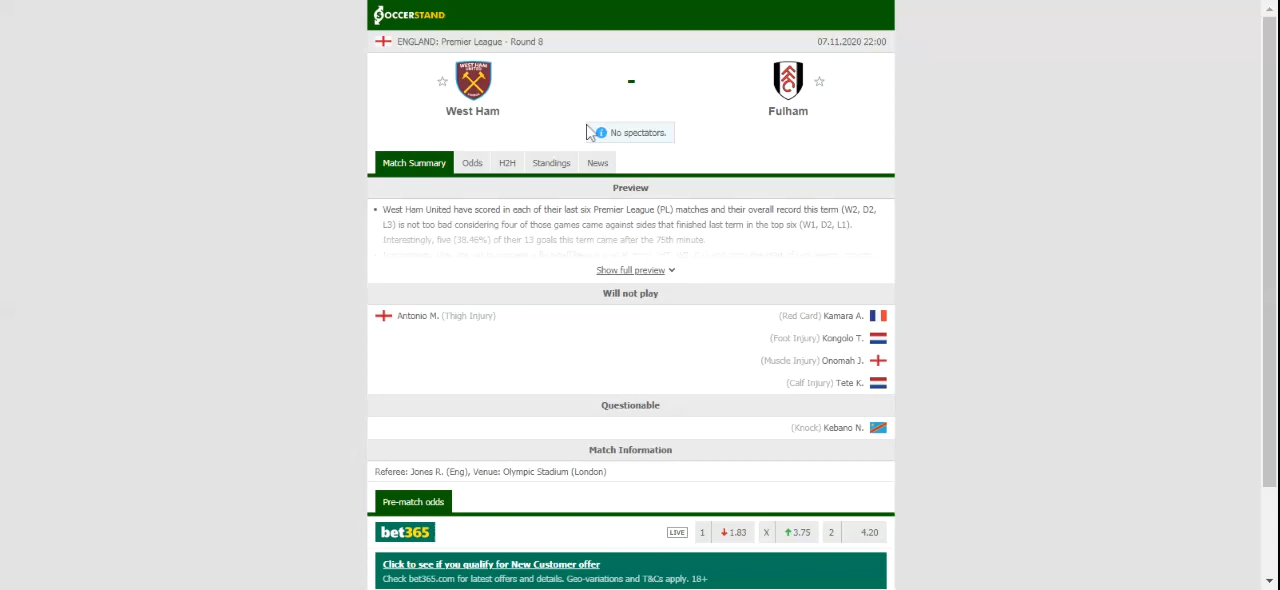 SOCCERSTAND
ENGLAND: Premier League - Round 8 07.11.2020 22:00
West Ham - Fulham
No spectators.
Match Summary Odds H2H Standings News
Preview
• West Ham United have scored in each of their last six Premier League (PL) matches and their overall record this term (W2, D2,
L3) is not too bad considering four of those games came against sides that finished last term in the top six (W1, D2, L1).
Interestingly, five (38.46%) of their 13 goals this term came after the 75th minute.
Show full preview
Will not play
Antonio M. (Thigh Injury) (Red Card) Kamara A.
(Foot Injury) Kongolo T.
(Muscle Injury) Onomah J.
(Calf Injury) Tete K.
Questionable
(Knock) Kebano N.
Match Information
Referee: Jones R. (Eng), Venue: Olympic Stadium (London)
Pre-match odds
bet365 LIVE 1 1.83 X 3.75 2 4.20
Click to see if you qualify for New Customer offer
Check bet365.com for latest offers and details. Geo-variations and T&Cs apply. 18+